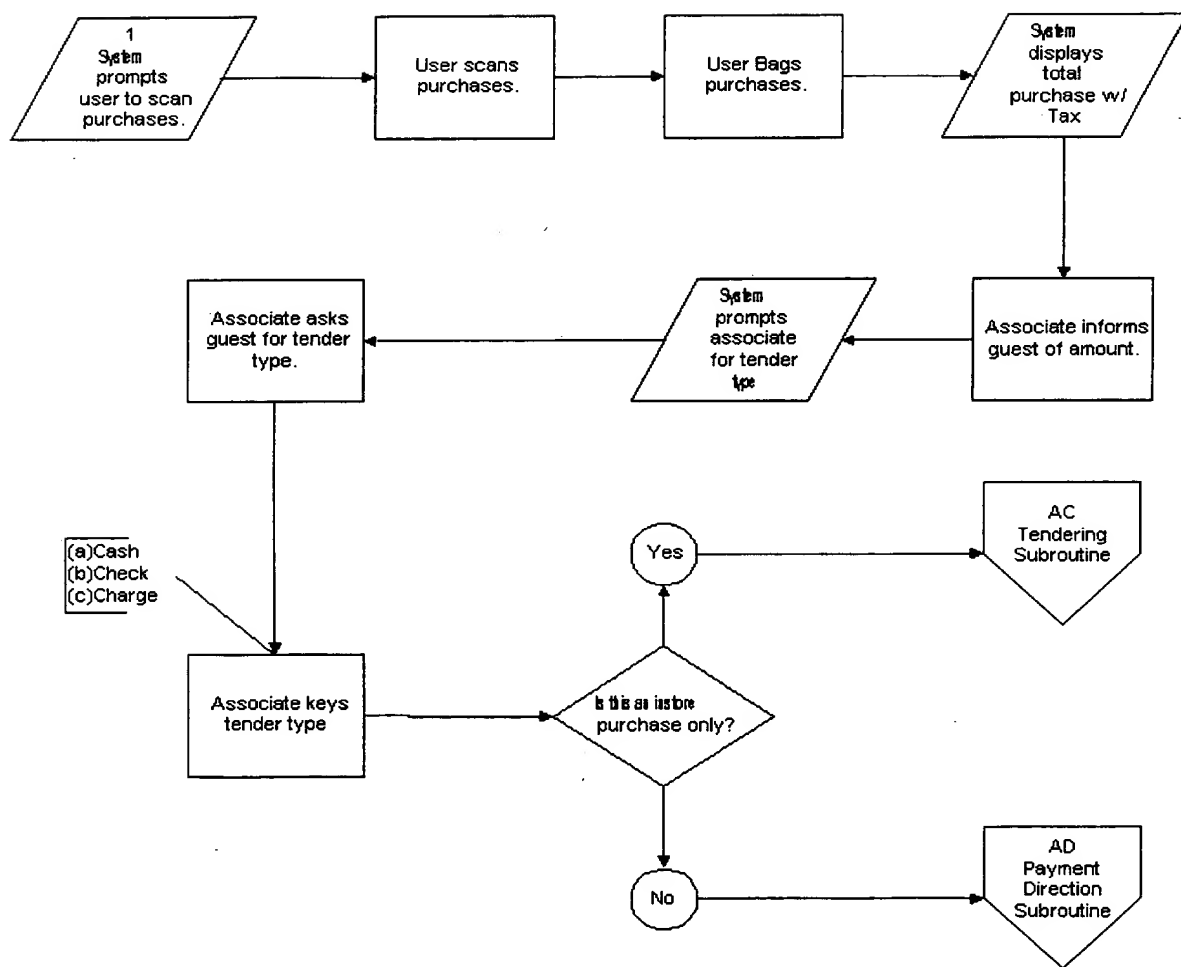 1
System
prompts
user to scan
purchases.
User scans
purchases.
User Bags
purchases.
System
displays
total
purchase w/
Tax
Associate informs
guest of amount.
System
prompts
associate
for tender
type
Associate asks
guest for tender
type.
(a)Cash
(b)Check
(c)Charge
Associate keys
tender type
Is this an instore
purchase only?
Yes
AC
Tendering
Subroutine
No
AD
Payment
Direction
Subroutine